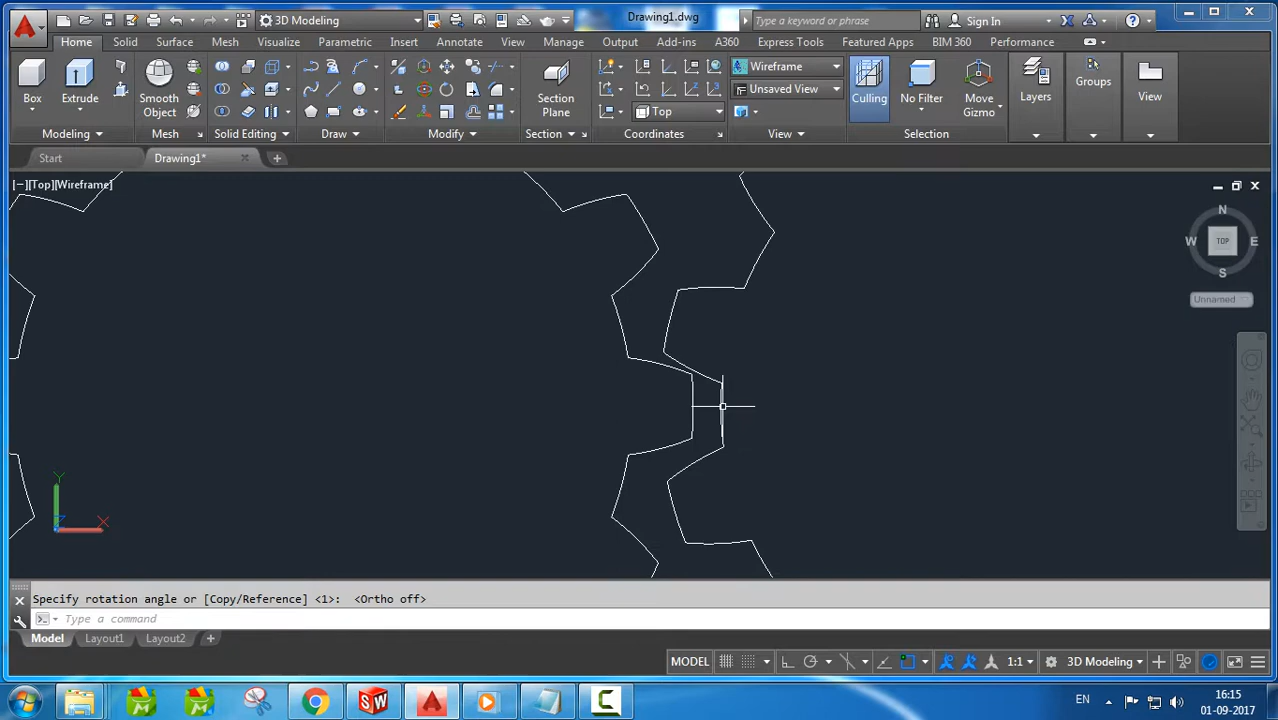 3D Modeling
Drawing1.dwg
Type a keyword or phrase
Sign In
Home Solid Surface Mesh Visualize Parametric Insert Annotate View Manage Output Add-ins A360 Express Tools Featured Apps BIM 360 Performance
Box
Extrude
Smooth
Object
Section
Plane
Wireframe
Unsaved View
Top
Culling
No Filter
Move
Gizmo
Layers
Groups
View
Modeling
Mesh
Solid Editing
Draw
Modify
Section
Coordinates
View
Selection
Start
Drawing1*
[−][Top][Wireframe]
N
W TOP E
S
Unnamed
Y
Z X
Specify rotation angle or [Copy/Reference] <1>: <Ortho off>
Type a command
Model Layout1 Layout2 +
MODEL
1:1
3D Modeling
EN
16:15
01-09-2017